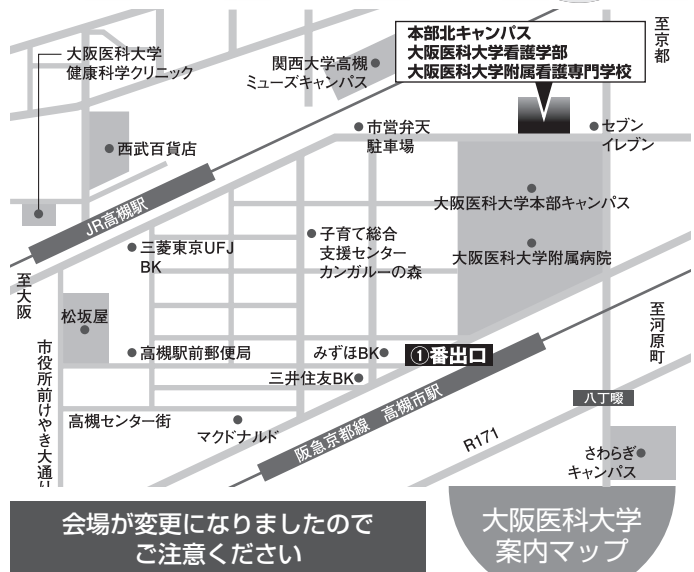 本部北キャンパス
大阪医科大学看護学部
大阪医科大学附属看護専門学校
至京都
大阪医科大学
健康科学クリニック
関西大学高槻
ミューズキャンパス
市営弁天
駐車場
セブン
イレブン
西武百貨店
JR高槻駅
大阪医科大学本部キャンパス
子育て総合
支援センター
カンガルーの森
三菱東京UFJ
BK
大阪医科大学附属病院
至大阪
松坂屋
至河原町
市役所前けやき大通り
高槻駅前郵便局
みずほBK
①番出口
三井住友BK
八丁畷
高槻センター街
マクドナルド
阪急京都線 高槻市駅
R171
さわらぎ
キャンパス
会場が変更になりましたので
ご注意ください
大阪医科大学
案内マップ